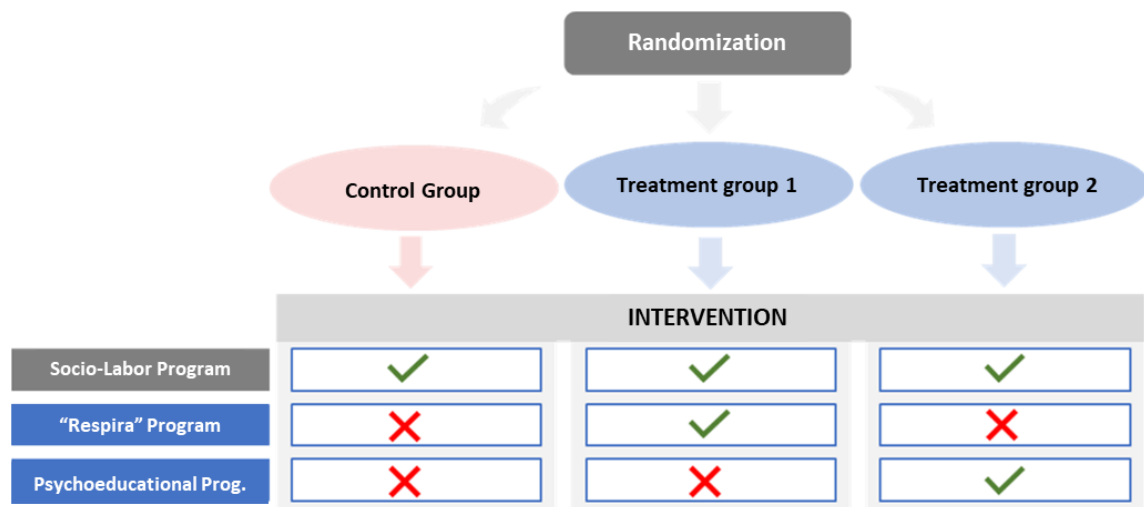 Randomization
Control Group
Treatment group 1
Treatment group 2
INTERVENTION
Socio-Labor Program
“Respira” Program
Psychoeducational Prog.